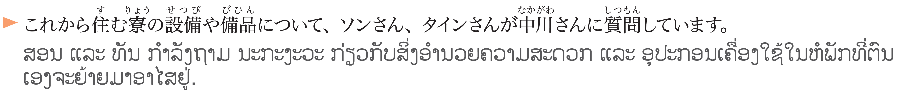 これから住む寮の設備や備品について、ソンさん、タインさんが中川さんに質問しています。
ສອນ ແລະ ທັນ ກຳລັງຖາມ ນະກະງະວະ ກ່ຽວກັບສິ່ງອຳນວຍຄວາມສະດວກ ແລະ ອຸປະກອນເຄື່ອງໃຊ້ໃນຫໍພັກທີ່ຕົນ
ເອງຈະຍ້າຍມາອາໄສຢູ່.